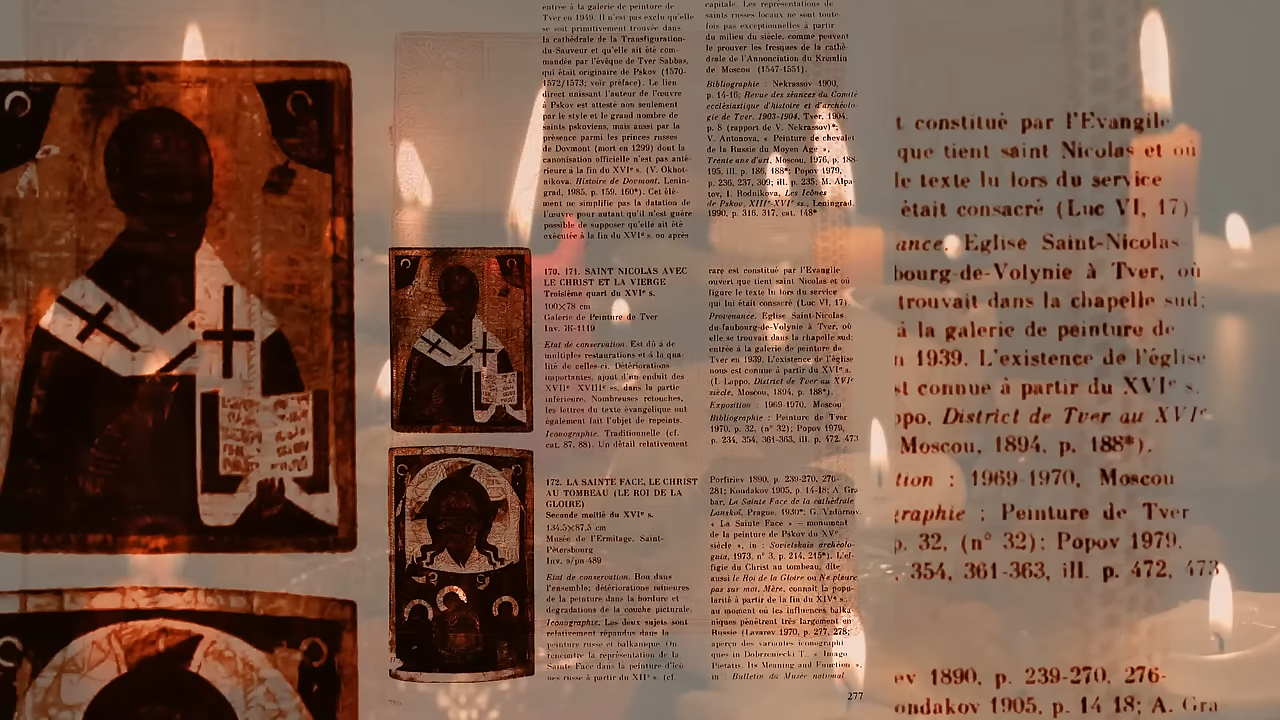 entrée à la galerie de peinture de
Tver en 1949. Il n'est pas exclu qu'elle
se soit primitivement trouvée dans
la cathédrale de la Transfiguration-
du-Sauveur et qu'elle ait été com-
mandée par l'évêque de Tver Sabbas,
qui était originaire de Pskov (1570-
1572/1573; voir préface). Le lien
direct unissant l'auteur de l'œuvre
à Pskov est attesté non seulement
par le style et le grand nombre de
saints pskoviens, mais aussi par la
présence parmi les princes russes
de Dovmont (mort en 1299) dont la
canonisation officielle n'est pas anté-
rieure à la fin du XVIᵉ s. (V. Okhot-
nikova. Histoire de Dovmont. Lenin-
grad, 1985, p. 159, 160*). Cet élé-
ment ne simplifie pas la datation de
l'œuvre pour autant qu'il n'est guère
possible de supposer qu'elle ait été
exécutée à la fin du XVIᵉ s. ou après
170, 171. SAINT NICOLAS AVEC
LE CHRIST ET LA VIERGE
Troisième quart du XVIᵉ s.
100×78 cm
Galerie de Peinture de Tver
Inv. Ж-1119
Etat de conservation. Est dû à de
multiples restaurations et à la qua-
lité de celles-ci. Détériorations
importantes, ajout d'un enduit des
XVIIᵉ XVIIIᵉ ss. dans la partie
inférieure. Nombreuses retouches,
les lettres du texte évangélique ont
également fait l'objet de repeints.
Iconographie. Traditionnelle (cf.
cat. 87, 88). Un détail relativement
172. LA SAINTE FACE, LE CHRIST
AU TOMBEAU (LE ROI DE LA
GLOIRE)
Seconde moitié du XVIᵉ s.
134,5×87,5 cm
Musée de l'Ermitage, Saint-
Pétersbourg
Inv. э/рж-489
Etat de conservation. Bon dans
l'ensemble; détériorations mineures
de la peinture dans la bordure et
dégradations de la couche picturale.
Iconographie. Les deux sujets sont
relativement répandus dans la
peinture russe et balkanique. On
rencontre la représentation de la
Sainte Face dans la peinture d'icô
nes russe à partir du XIIᵉ s. (cf.
capitale. Les représentations de
saints russes locaux ne sont toute-
fois pas exceptionnelles à partir
du milieu du siècle, comme peuvent
le prouver les fresques de la cathé-
drale de l'Annonciation du Kremlin
de Moscou (1547-1551).
Bibliographie : Nekrassov 1900,
p. 14-16; Revue des séances du Comité
ecclésiastique d'histoire et d'archéolo-
gie de Tver. 1903-1904. Tver, 1904.
p. 8 (rapport de V. Nekrassov)*;
V. Antonova, « Peinture de chevalet
de la Russie du Moyen Age »,
Trente ans d'art, Moscou, 1976, p. 188-
195, ill. p. 186, 188*; Popov 1979,
p. 236, 237, 309; ill. p. 235; M. Alpa-
tov, I. Rodnikova, Les Icônes
de Pskov, XIIIᵉ-XVIᵉ ss., Leningrad,
1990, p. 316, 317, cat. 148*
rare est constitué par l'Evangile
ouvert que tient saint Nicolas et où
figure le texte lu lors du service
qui lui était consacré (Luc VI, 17).
Provenance. Eglise Saint-Nicolas
du-faubourg-de-Volynie à Tver, où
elle se trouvait dans la chapelle sud;
entrée à la galerie de peinture de
Tver en 1939. L'existence de l'église
nous est connue à partir du XVIᵉ s.
(I. Lappo, District de Tver au XVIᵉ
siècle, Moscou, 1894, p. 188*).
Exposition : 1969-1970, Moscou
Bibliographie : Peinture de Tver
1970, p. 32, (n° 32); Popov 1979,
p. 234, 354, 361-363, ill. p. 472, 473
Porfiriev 1890, p. 239-270, 276-
281; Kondakov 1905, p. 14-18; A. Gra
bar, La Sainte Face de la cathédrale
Lanskoï, Prague, 1930*; G. Vzdornov,
« La Sainte Face » – monument
de la peinture de Pskov du XVᵉ
siècle », in : Sovietskaïa archéolo-
guia, 1973, n° 3, p. 214, 215*). L'ef-
figie du Christ au tombeau, dite
aussi le Roi de la Gloire ou Ne pleure
pas sur moi, Mère, connaît la popu-
larité à partir de la fin du XIVᵉ s.
au moment où les influences balka-
niques pénètrent très largement en
Russie (Lazarev 1970, p. 277, 278;
aperçu des variantes iconographi
ques in Dobrzeniecki T., « Imago
Pietatis. Its Meaning and Function »,
in : Bulletin du Musée national
277
t constitué par l'Evangile
que tient saint Nicolas et où
le texte lu lors du service
était consacré (Luc VI, 17)
ance. Eglise Saint-Nicolas
bourg-de-Volynie à Tver, où
trouvait dans la chapelle sud;
à la galerie de peinture de
n 1939. L'existence de l'église
st connue à partir du XVIᵉ s.
ppo, District de Tver au XVIᵉ
Moscou, 1894, p. 188*).
tion : 1969-1970, Moscou
graphie : Peinture de Tver
p. 32, (n° 32); Popov 1979,
, 354, 361-363, ill. p. 472, 473
ev 1890, p. 239-270, 276-
ondakov 1905, p. 14-18; A. Gra